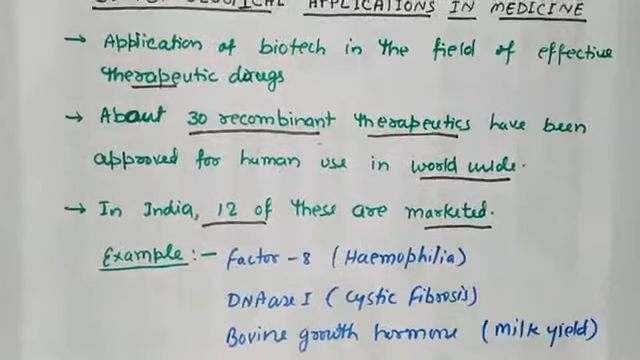 APPLICATIONS IN MEDICINE
→ Application of biotech in the field of effective
therapeutic drugs
→ About 30 recombinant therapeutics have been
approved for human use in world wide.
→ In India, 12 of these are marketed.
Example :- Factor-8 (Haemophilia)
DNAase I (Cystic Fibrosis)
Bovine growth hormone (Milk yield)